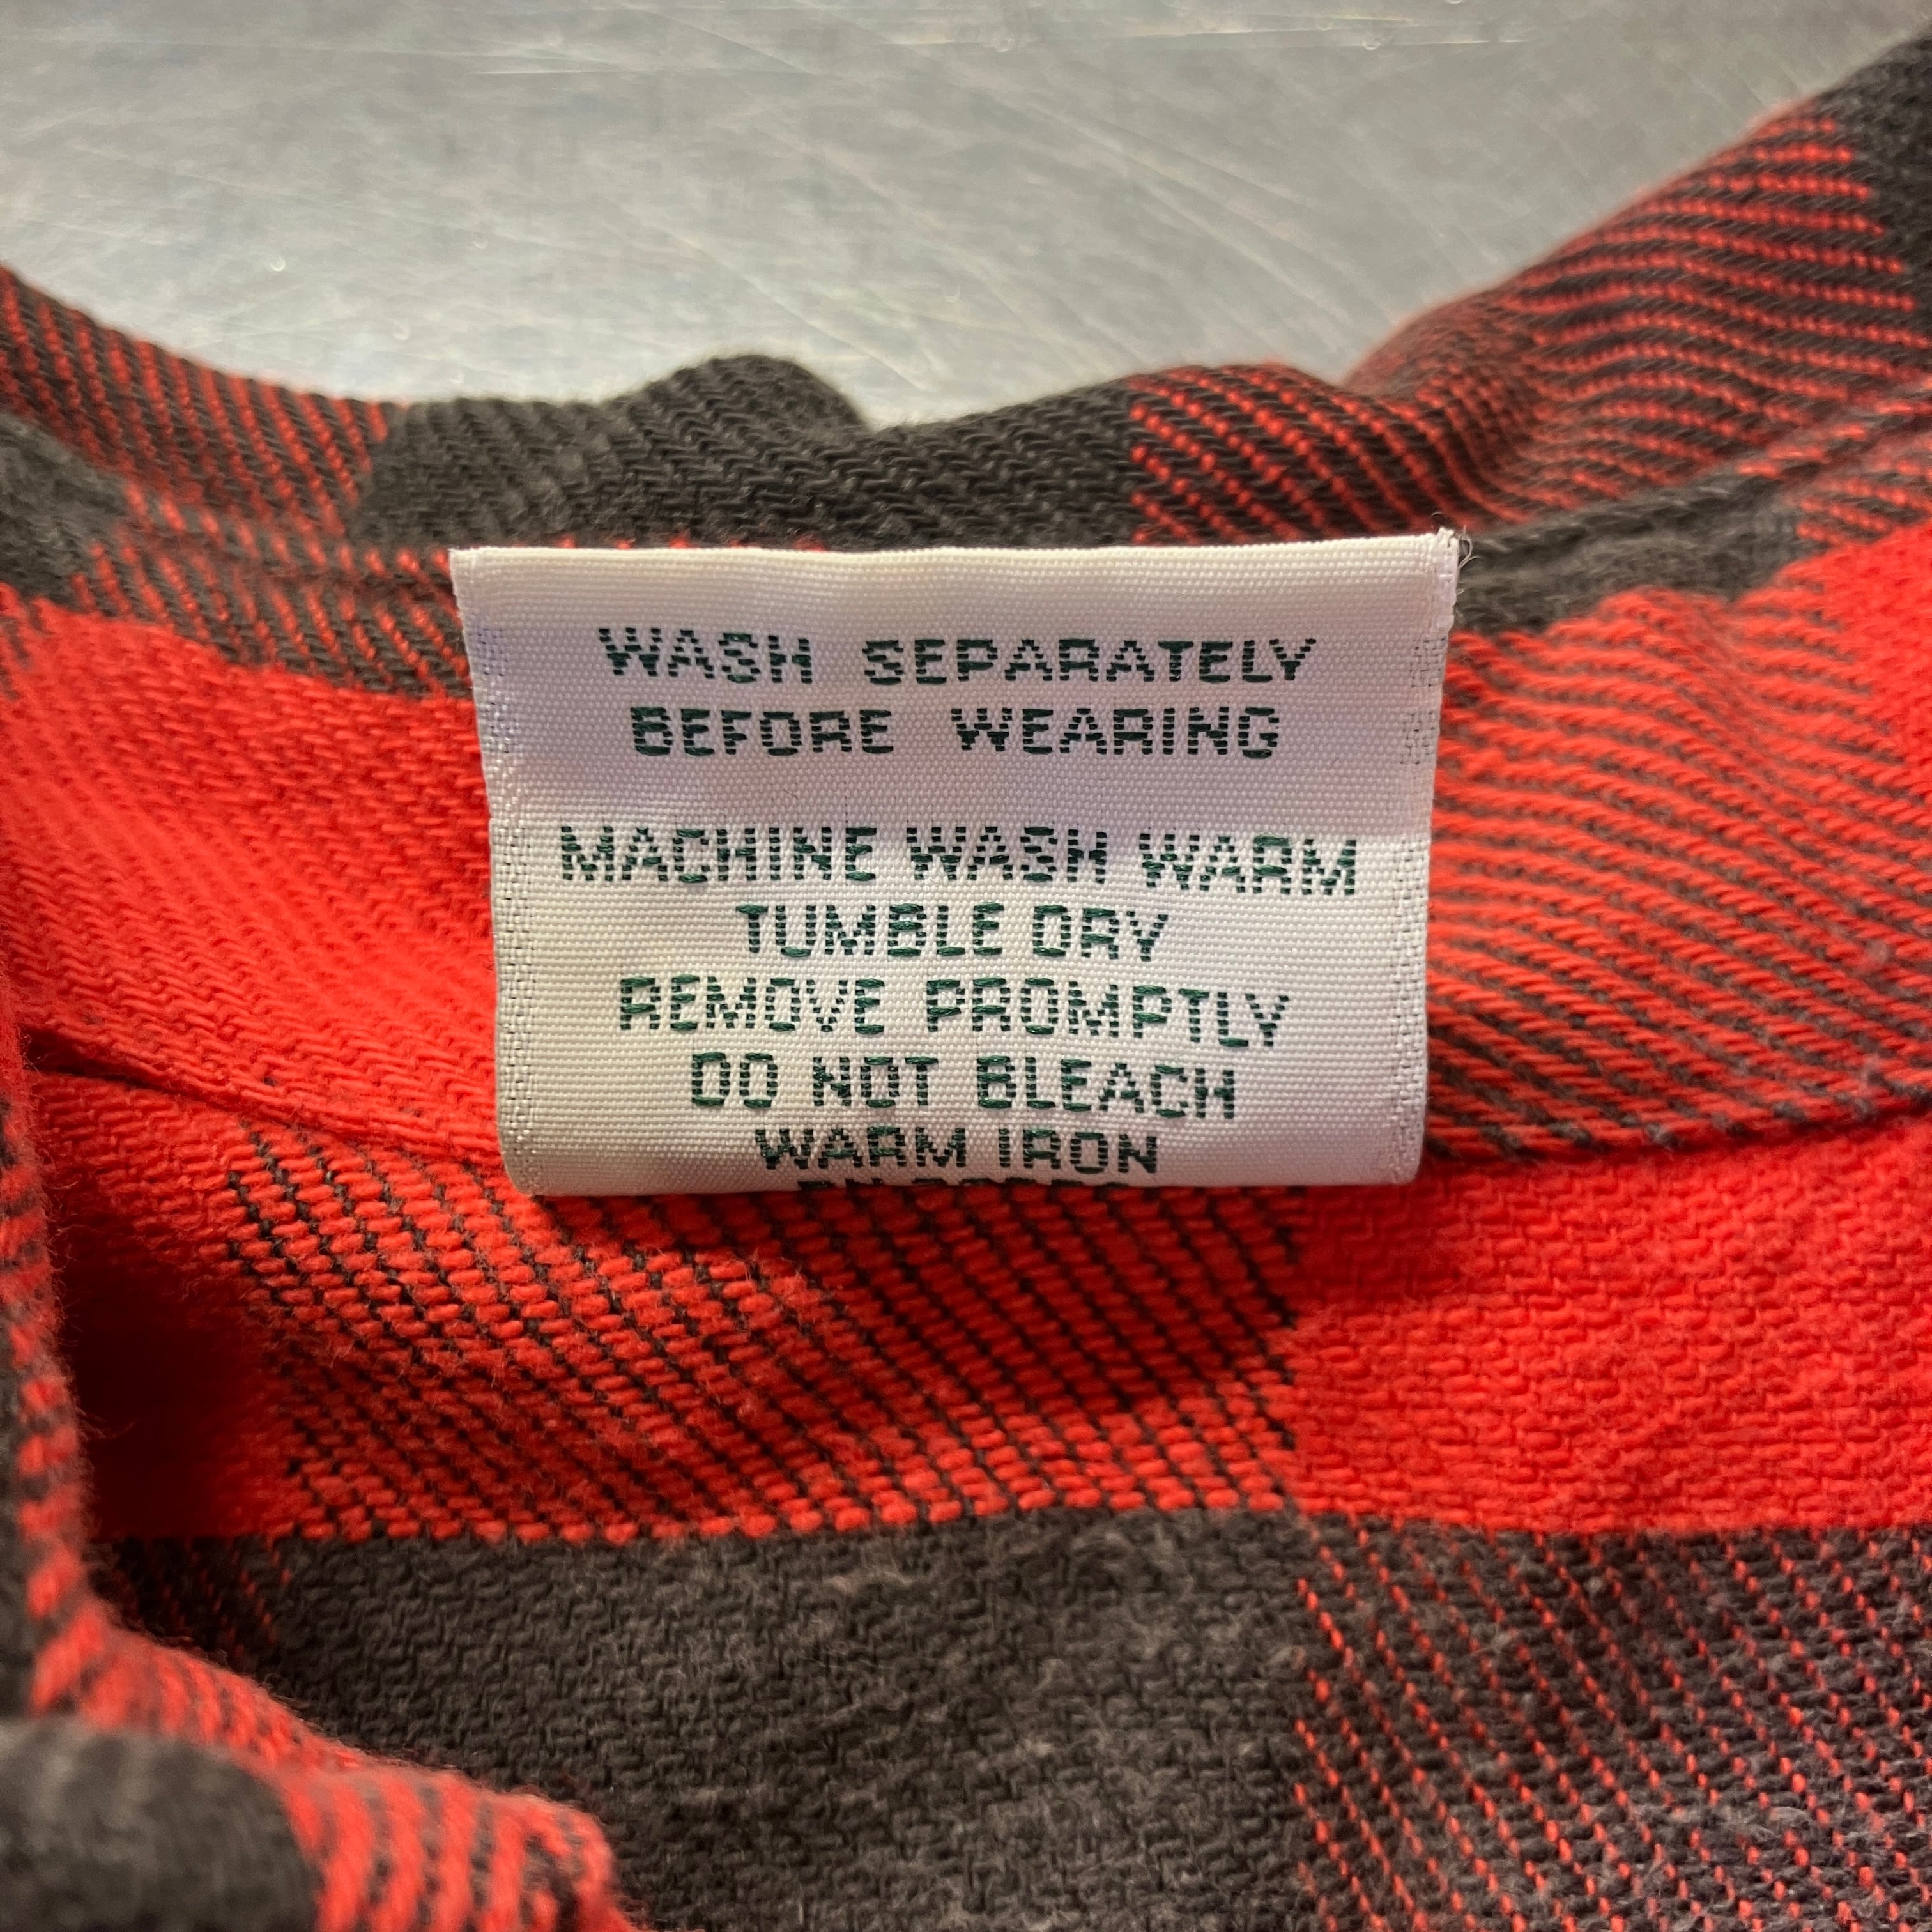 WASH SEPARATELY
BEFORE WEARING
MACHINE WASH WARM
TUMBLE DRY
REMOVE PROMPTLY
DO NOT BLEACH
WARM IRON